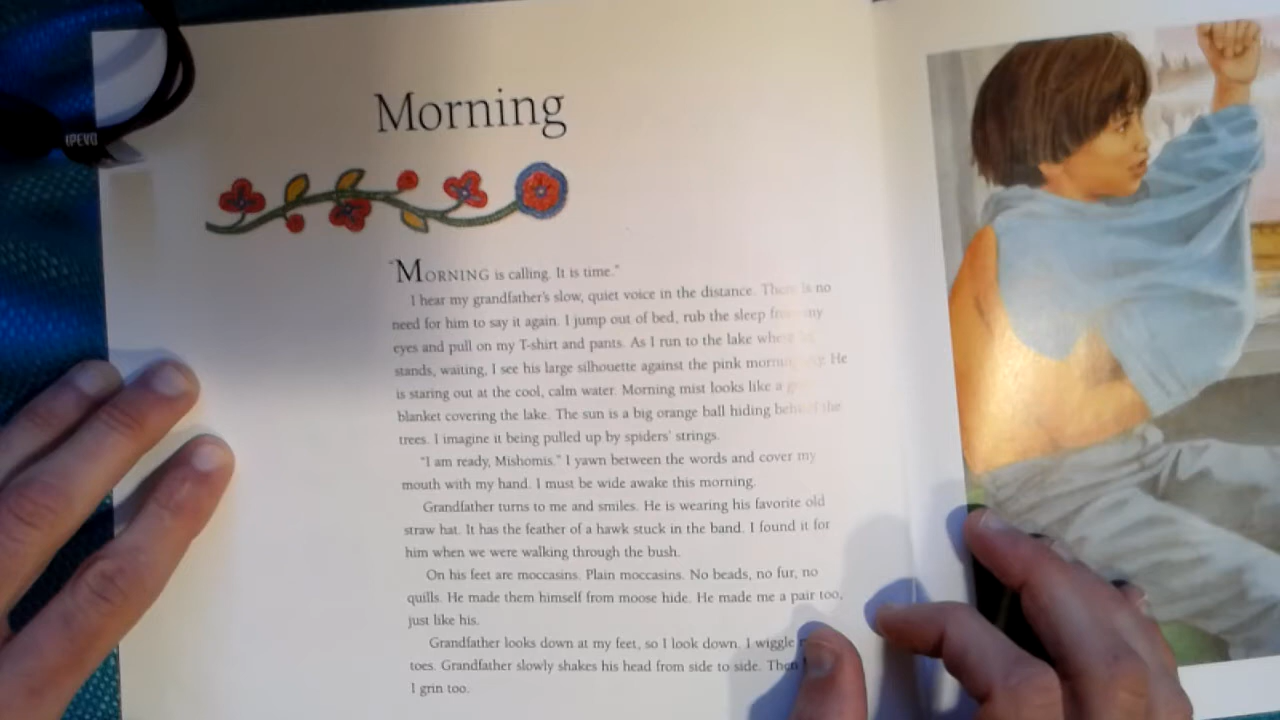 IPEVO
Morning
"MORNING is calling. It is time."
I hear my grandfather's slow, quiet voice in the distance. There is no
need for him to say it again. I jump out of bed, rub the sleep from my
eyes and pull on my T-shirt and pants. As I run to the lake where he
stands, waiting, I see his large silhouette against the pink morning sky. He
is staring out at the cool, calm water. Morning mist looks like a
blanket covering the lake. The sun is a big orange ball hiding behind the
trees. I imagine it being pulled up by spiders' strings.
"I am ready, Mishomis." I yawn between the words and cover my
mouth with my hand. I must be wide awake this morning.
Grandfather turns to me and smiles. He is wearing his favorite old
straw hat. It has the feather of a hawk stuck in the band. I found it for
him when we were walking through the bush.
On his feet are moccasins. Plain moccasins. No beads, no fur, no
quills. He made them himself from moose hide. He made me a pair too,
just like his.
Grandfather looks down at my feet, so I look down. I wiggle
toes. Grandfather slowly shakes his head from side to side. Then
I grin too.